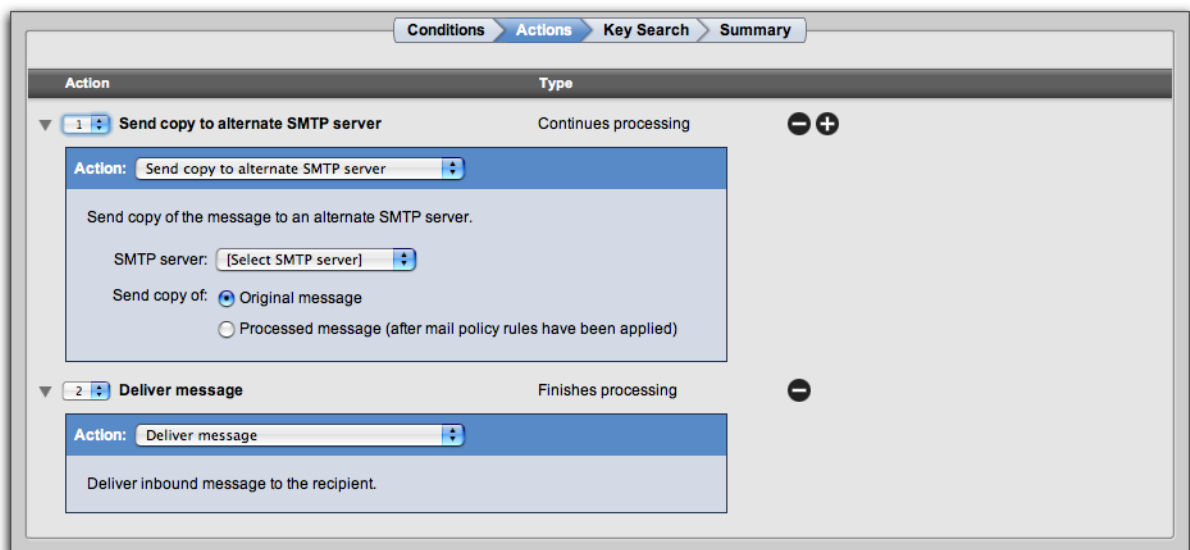 Conditions Actions Key Search Summary
Action Type
1 Send copy to alternate SMTP server Continues processing
Action: Send copy to alternate SMTP server
Send copy of the message to an alternate SMTP server.
SMTP server: [Select SMTP server]
Send copy of: Original message
Processed message (after mail policy rules have been applied)
2 Deliver message Finishes processing
Action: Deliver message
Deliver inbound message to the recipient.